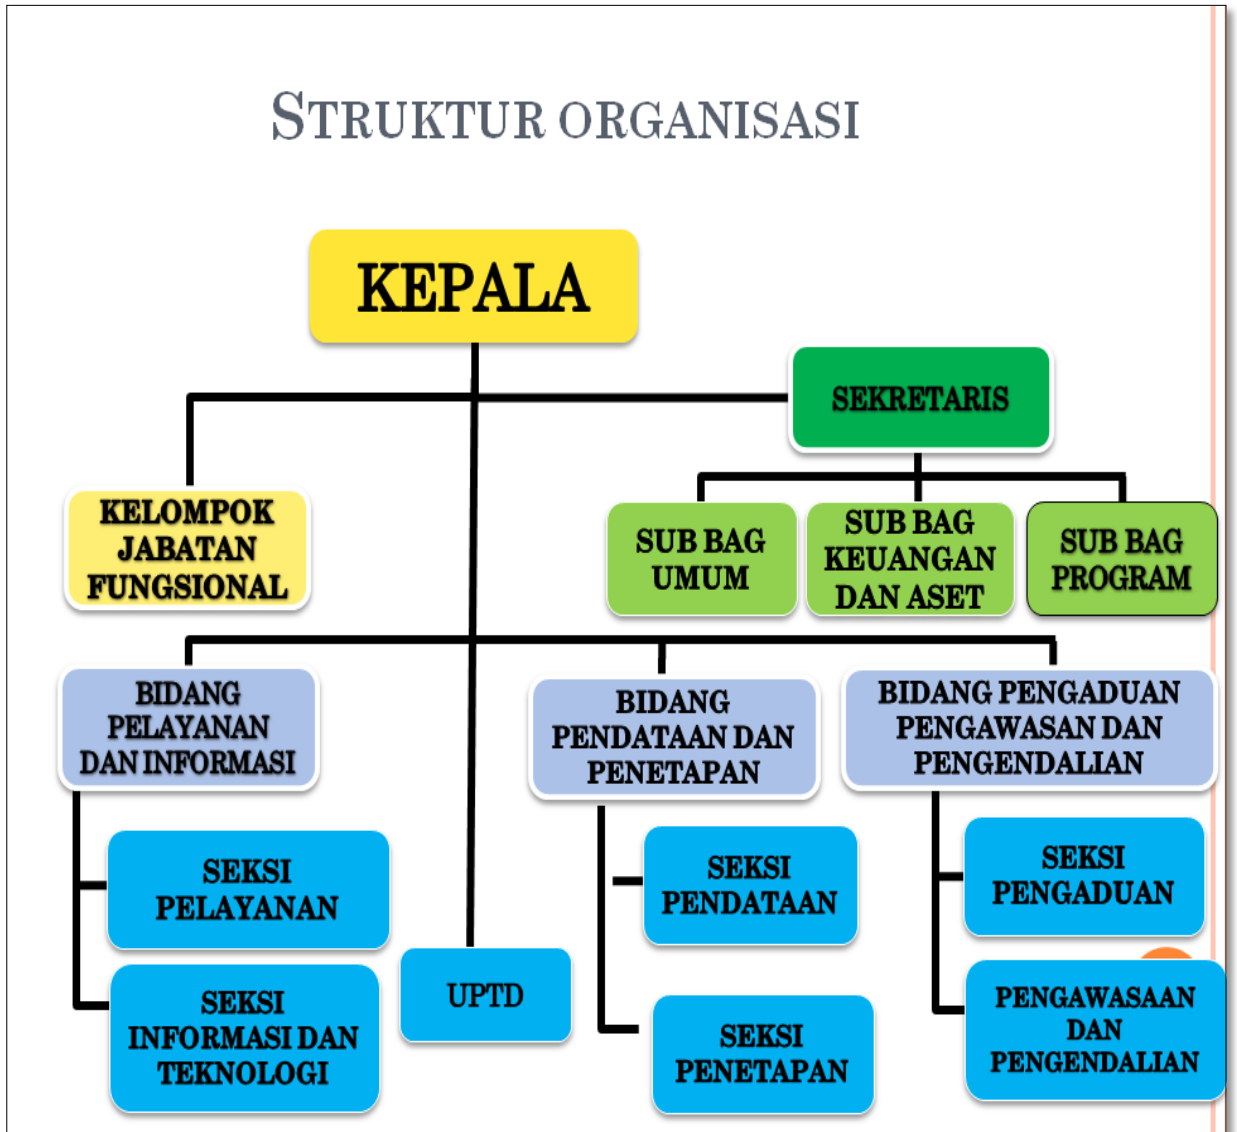 STRUKTUR ORGANISASI
KEPALA
SEKRETARIS
KELOMPOK
JABATAN
FUNGSIONAL
SUB BAG
UMUM
SUB BAG
KEUANGAN
DAN ASET
SUB BAG
PROGRAM
BIDANG
PELAYANAN
DAN INFORMASI
BIDANG
PENDATAAN DAN
PENETAPAN
BIDANG PENGADUAN
PENGAWASAN DAN
PENGENDALIAN
SEKSI
PELAYANAN
SEKSI
PENDATAAN
SEKSI
PENGADUAN
SEKSI
INFORMASI DAN
TEKNOLOGI
UPTD
SEKSI
PENETAPAN
PENGAWASAAN
DAN
PENGENDALIAN